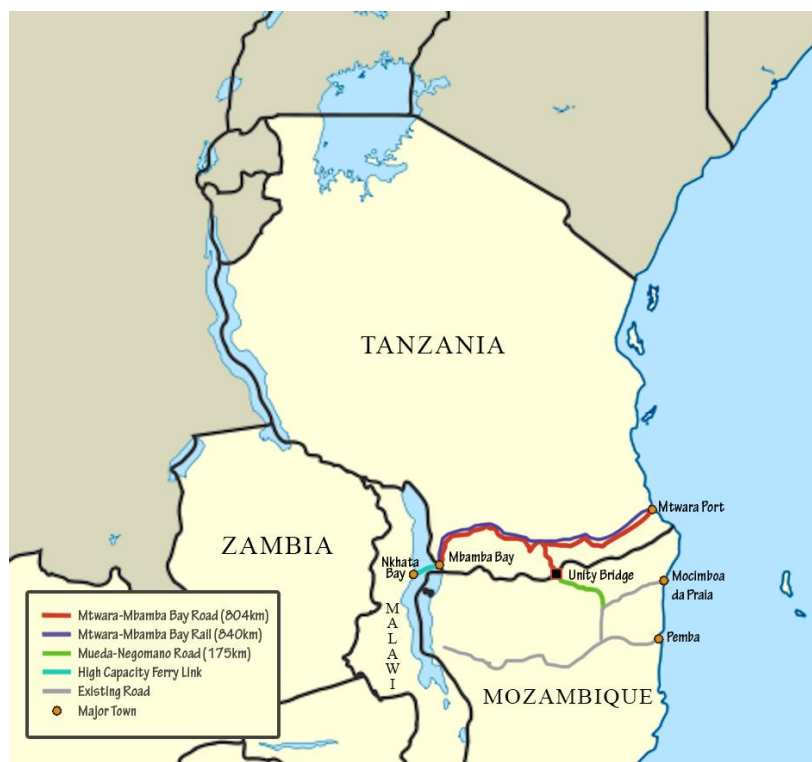 TANZANIA
Mtwara Port
ZAMBIA
Nkhata
Bay
Mbamba Bay
Unity Bridge
Mocimboa
da Praia
Pemba
MALAWI
MOZAMBIQUE
Mtwara-Mbamba Bay Road (804km)
Mtwara-Mbamba Bay Rail (840km)
Mueda-Negomano Road (175km)
High Capacity Ferry Link
Existing Road
Major Town